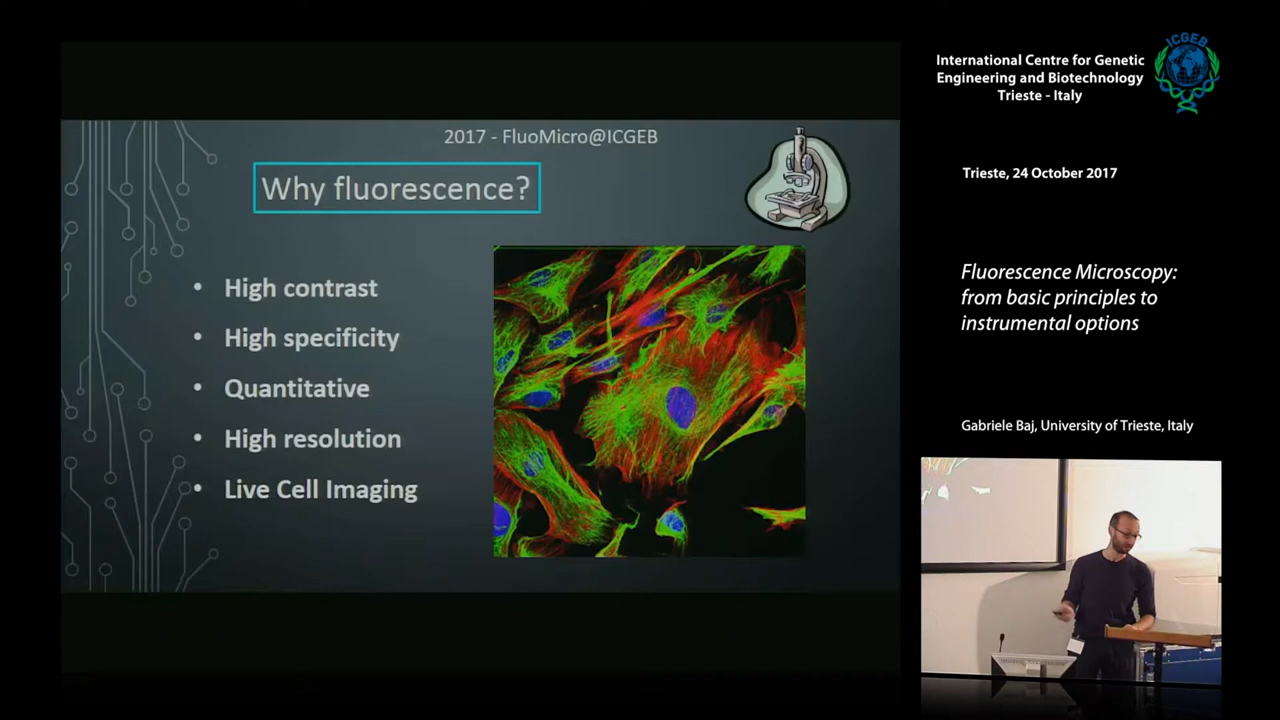 2017 - FluoMicro@ICGEB
Why fluorescence?
• High contrast
• High specificity
• Quantitative
• High resolution
• Live Cell Imaging
International Centre for Genetic
Engineering and Biotechnology
Trieste - Italy
ICGEB
Trieste, 24 October 2017
Fluorescence Microscopy:
from basic principles to
instrumental options
Gabriele Baj, University of Trieste, Italy